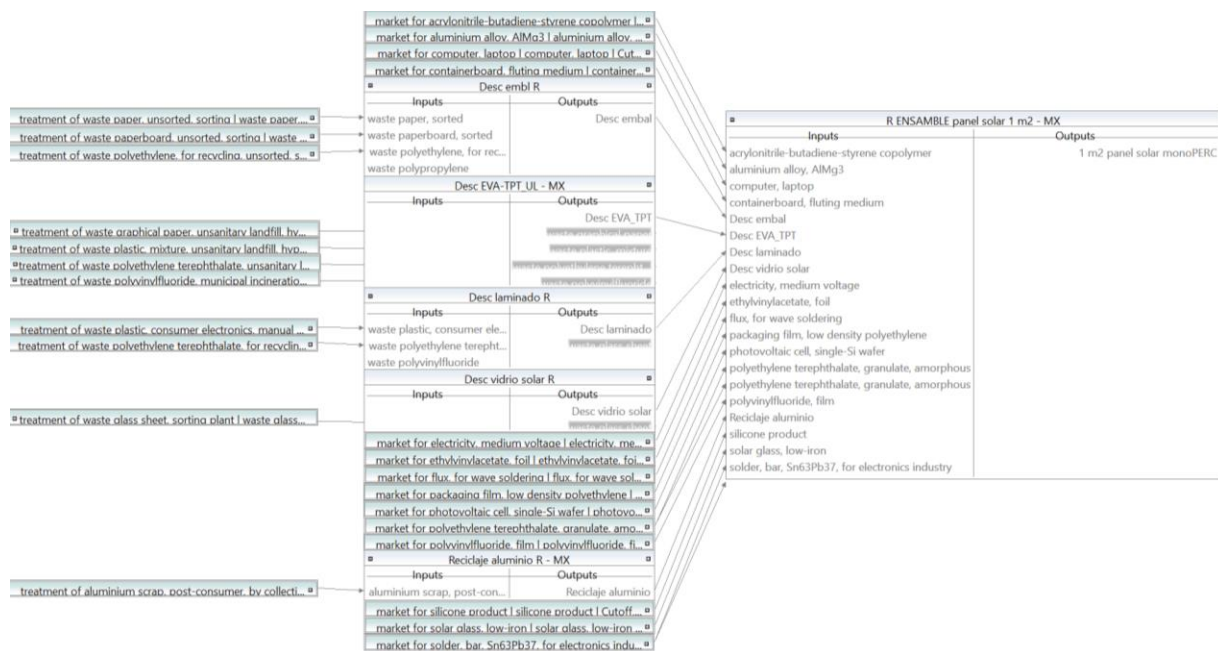 treatment of waste paper, unsorted, sorting | waste paper,...
treatment of waste paperboard, unsorted, sorting | waste ...
treatment of waste polyethylene, for recycling, unsorted, s...
treatment of waste graphical paper, unsanitary landfill, hy...
treatment of waste plastic, mixture, unsanitary landfill, hyp...
treatment of waste polyethylene terephthalate, unsanitary l...
treatment of waste polyvinylfluoride, municipal incineratio...
treatment of waste plastic, consumer electronics, manual ...
treatment of waste polyethylene terephthalate, for recyclin...
treatment of waste glass sheet, sorting plant | waste glass...
treatment of aluminium scrap, post-consumer, by collecti...
market for acrylonitrile-butadiene-styrene copolymer |...
market for aluminium alloy, AlMg3 | aluminium alloy, ...
market for computer, laptop | computer, laptop | Cut...
market for containerboard, fluting medium | container...
Desc embl R
Inputs Outputs
waste paper, sorted Desc embal
waste paperboard, sorted
waste polyethylene, for rec...
waste polypropylene
Desc EVA-TPT_UL - MX
Inputs Outputs
Desc EVA_TPT
Desc laminado R
Inputs Outputs
waste plastic, consumer ele... Desc laminado
waste polyethylene terepht...
waste polyvinylfluoride
Desc vidrio solar R
Inputs Outputs
Desc vidrio solar
market for electricity, medium voltage | electricity, me...
market for ethylvinylacetate, foil | ethylvinylacetate, foi...
market for flux, for wave soldering | flux, for wave sol...
market for packaging film, low density polyethylene | ...
market for photovoltaic cell, single-Si wafer | photovo...
market for polyethylene terephthalate, granulate, amo...
market for polyvinylfluoride, film | polyvinylfluoride, fi...
Reciclaje aluminio R - MX
Inputs Outputs
aluminium scrap, post-con... Reciclaje aluminio
market for silicone product | silicone product | Cutoff,...
market for solar glass, low-iron | solar glass, low-iron ...
market for solder, bar, Sn63Pb37, for electronics indu...
R ENSAMBLE panel solar 1 m2 - MX
Inputs Outputs
acrylonitrile-butadiene-styrene copolymer 1 m2 panel solar monoPERC
aluminium alloy, AlMg3
computer, laptop
containerboard, fluting medium
Desc embal
Desc EVA_TPT
Desc laminado
Desc vidrio solar
electricity, medium voltage
ethylvinylacetate, foil
flux, for wave soldering
packaging film, low density polyethylene
photovoltaic cell, single-Si wafer
polyethylene terephthalate, granulate, amorphous
polyethylene terephthalate, granulate, amorphous
polyvinylfluoride, film
Reciclaje aluminio
silicone product
solar glass, low-iron
solder, bar, Sn63Pb37, for electronics industry